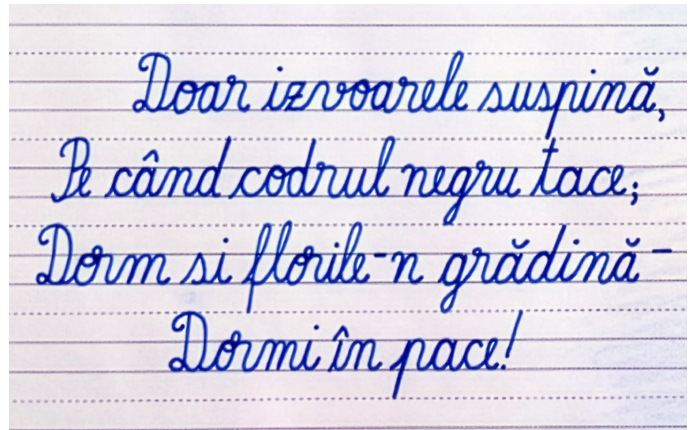 Doar izvoarele suspină,
Pe când codrul negru tace;
Dorm si florile-n grădină -
Dormi în pace!